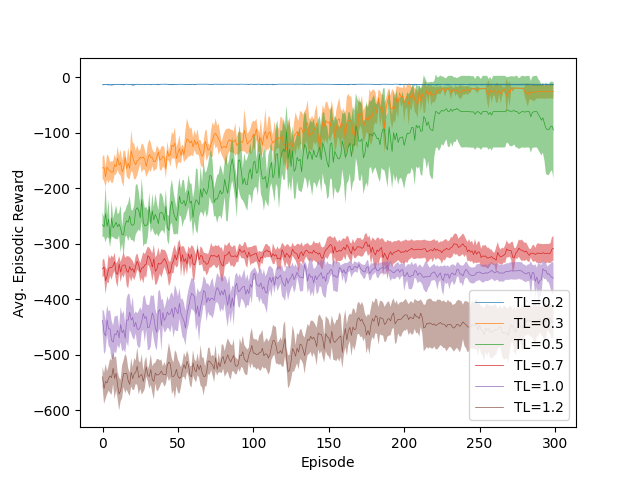 0
−100
−200
−300
−400
−500
−600
Avg. Episodic Reward
0 50 100 150 200 250 300
Episode
TL=0.2
TL=0.3
TL=0.5
TL=0.7
TL=1.0
TL=1.2